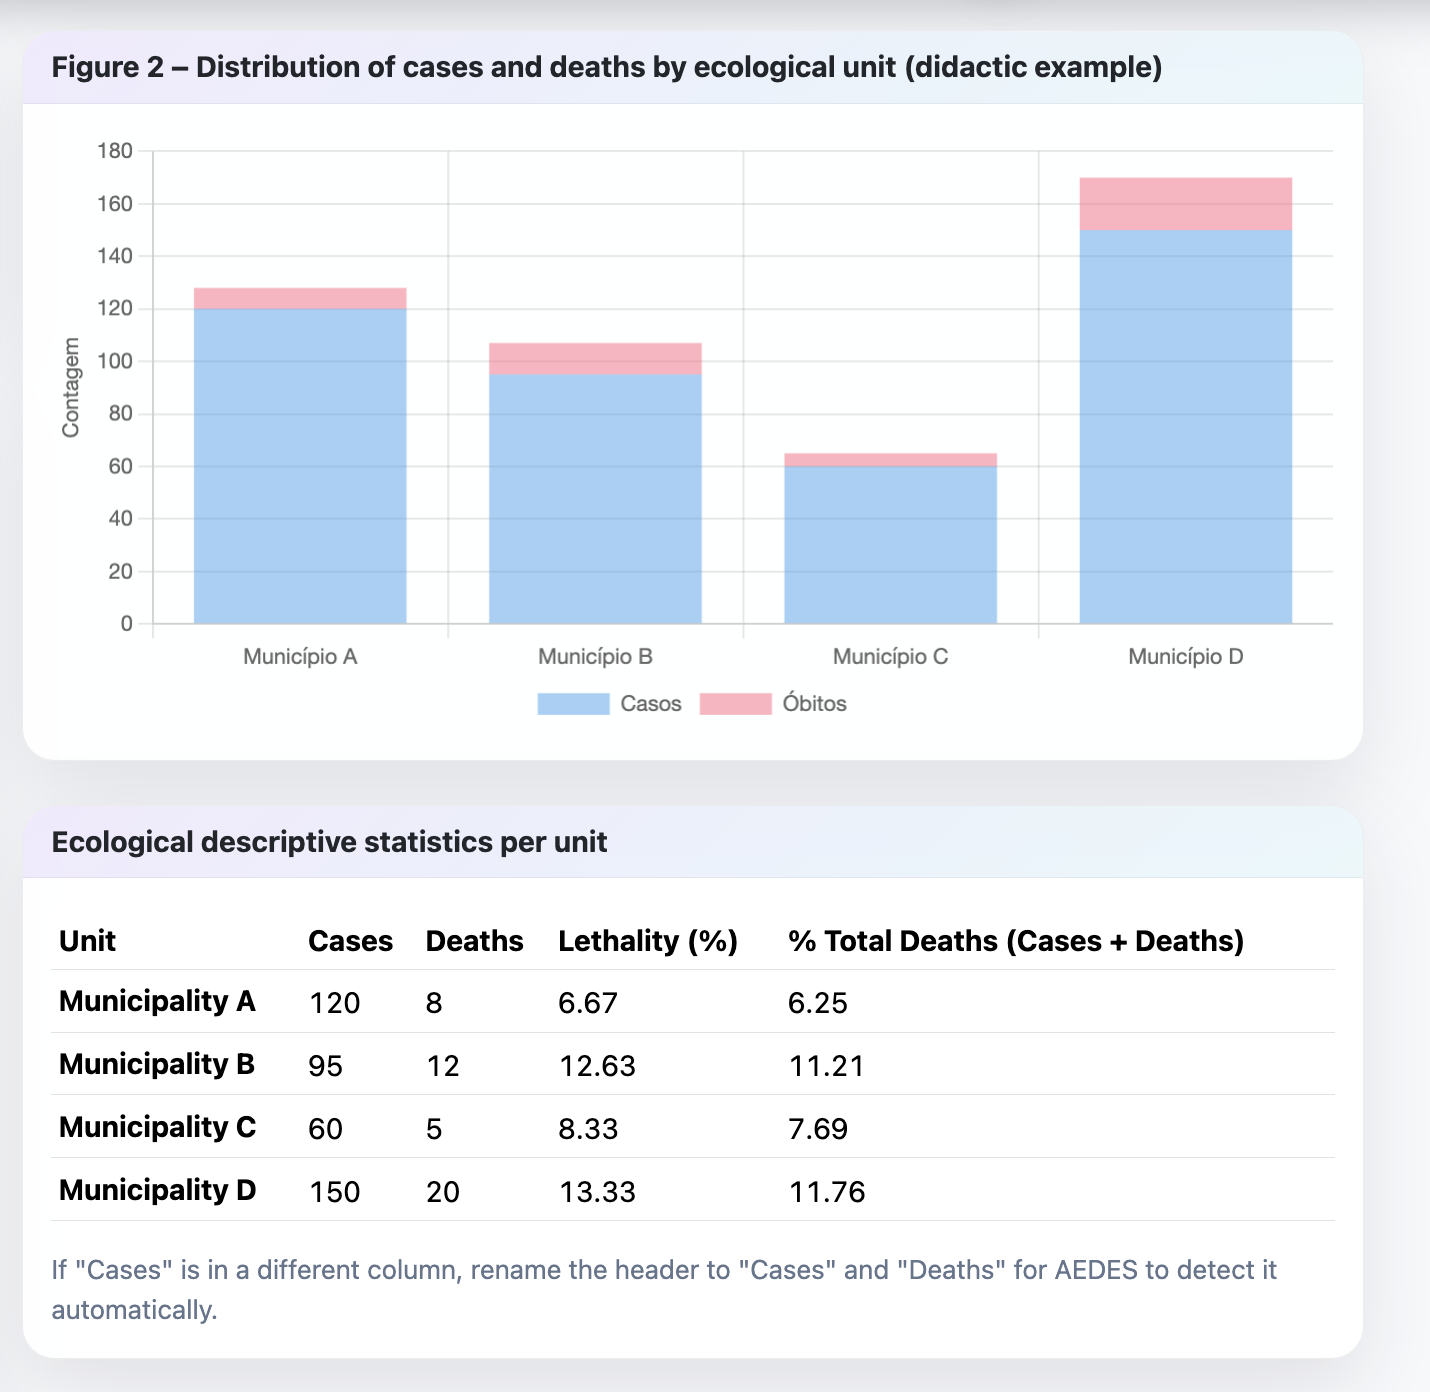 Figure 2 – Distribution of cases and deaths by ecological unit (didactic example)
180
160
140
120
100
80
60
40
20
0
Contagem
Município A Município B Município C Município D
Casos Óbitos
Ecological descriptive statistics per unit
Unit Cases Deaths Lethality (%) % Total Deaths (Cases + Deaths)
Municipality A 120 8 6.67 6.25
Municipality B 95 12 12.63 11.21
Municipality C 60 5 8.33 7.69
Municipality D 150 20 13.33 11.76
If "Cases" is in a different column, rename the header to "Cases" and "Deaths" for AEDES to detect it
automatically.